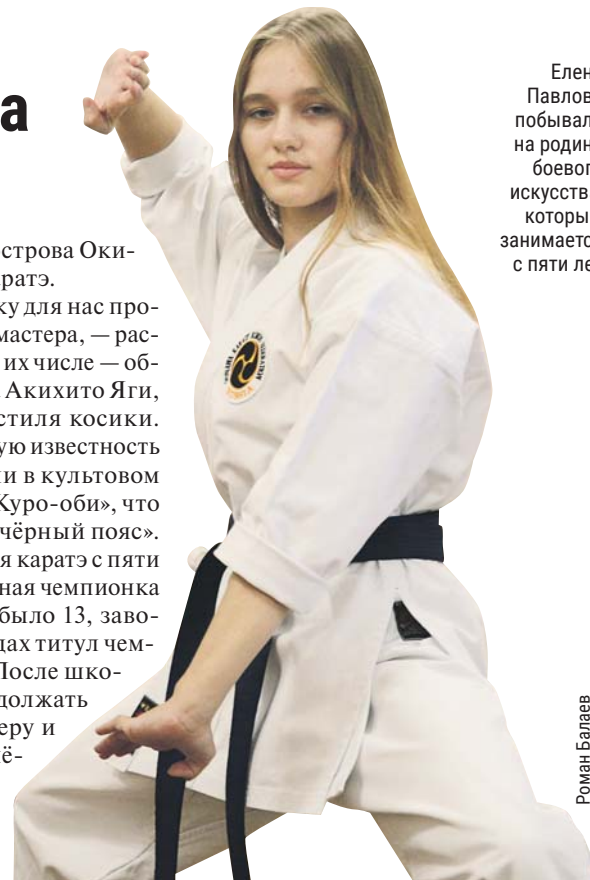 а
строва Оки-
ратэ.
ку для нас про-
мастера, — рас-
их числе — об-
Акихито Яги,
стиля косики.
ую известность
и в культовом
Куро-оби», что
чёрный пояс».
я каратэ с пяти
ная чемпионка
было 13, заво-
дах титул чем-
После шко-
должать
еру и
ё-
Елен
Павлов
побывал
на родин
боевог
искусств
которы
занимаетс
с пяти ле
Роман Балаев